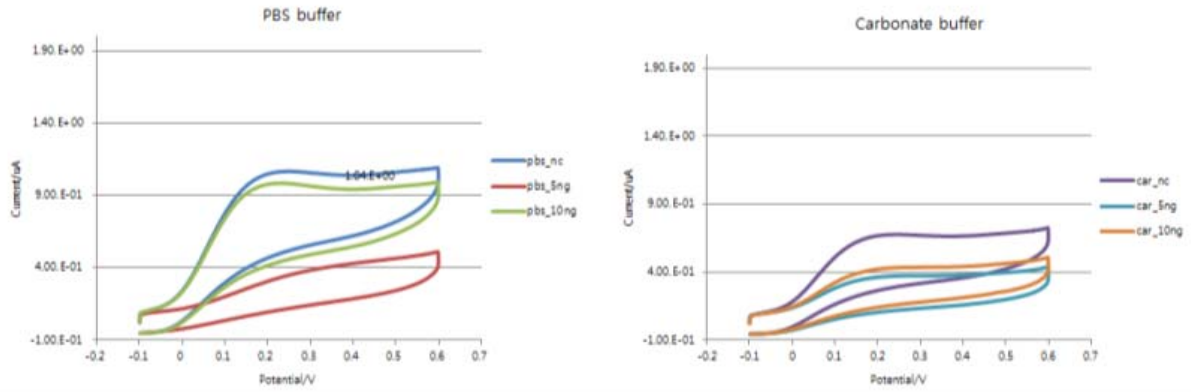 PBS buffer
1.90.E+00
1.40.E+00
9.00.E-01
4.00.E-01
-1.00.E-01
Current/uA
1.04.E+00
-0.2 -0.1 0 0.1 0.2 0.3 0.4 0.5 0.6 0.7
Potential/V
pbs_nc
pbs_5ng
pbs_10ng
Carbonate buffer
1.90.E+00
1.40.E+00
9.00.E-01
4.00.E-01
-1.00.E-01
Current/uA
-0.2 -0.1 0 0.1 0.2 0.3 0.4 0.5 0.6 0.7
Potential/V
car_nc
car_5ng
car_10ng